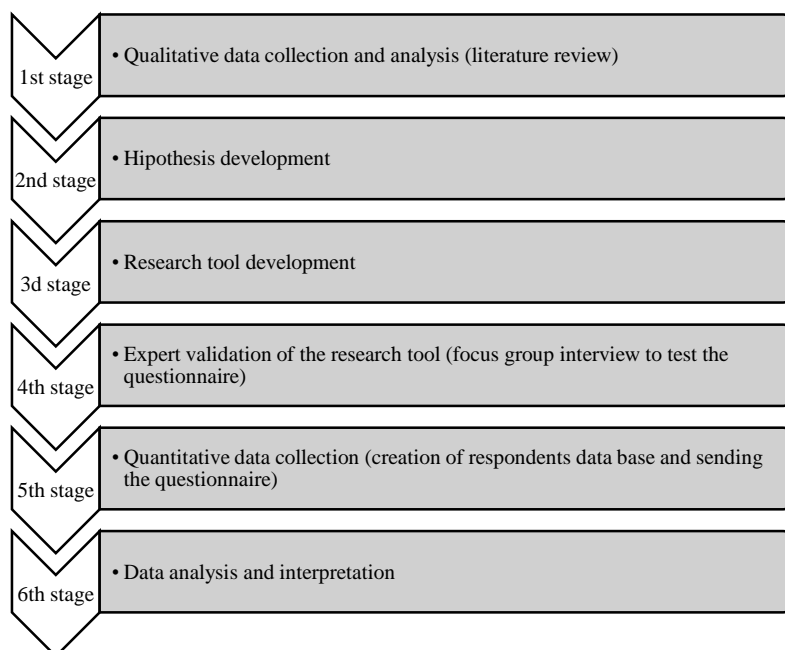 1st stage
• Qualitative data collection and analysis (literature review)
2nd stage
• Hipothesis development
3d stage
• Research tool development
4th stage
• Expert validation of the research tool (focus group interview to test the
questionnaire)
5th stage
• Quantitative data collection (creation of respondents data base and sending
the questionnaire)
6th stage
• Data analysis and interpretation